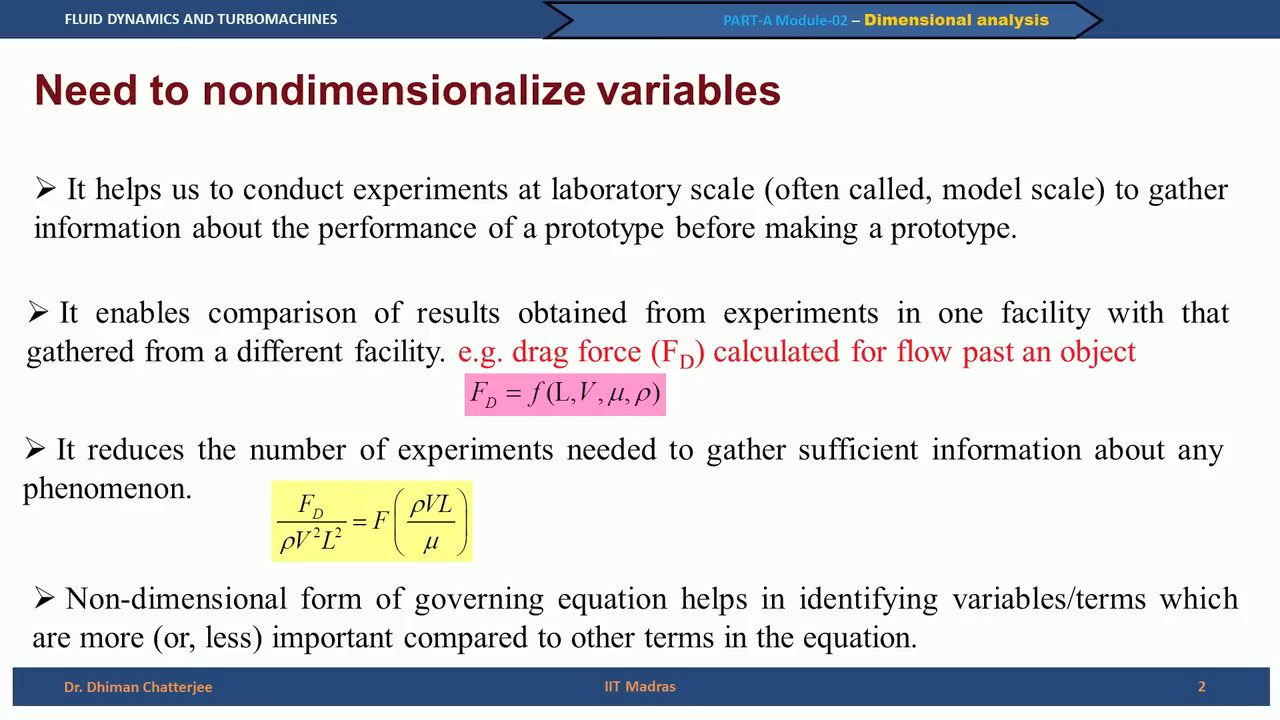 FLUID DYNAMICS AND TURBOMACHINES
PART-A Module-02 – Dimensional analysis
Need to nondimensionalize variables
➢ It helps us to conduct experiments at laboratory scale (often called, model scale) to gather
information about the performance of a prototype before making a prototype.
➢ It enables comparison of results obtained from experiments in one facility with that
gathered from a different facility. e.g. drag force (F_D) calculated for flow past an object
F_D = f(L, V, μ, ρ)
➢ It reduces the number of experiments needed to gather sufficient information about any
phenomenon.
F_D / (ρV²L²) = F(ρVL / μ)
➢ Non-dimensional form of governing equation helps in identifying variables/terms which
are more (or, less) important compared to other terms in the equation.
Dr. Dhiman Chatterjee
IIT Madras
2